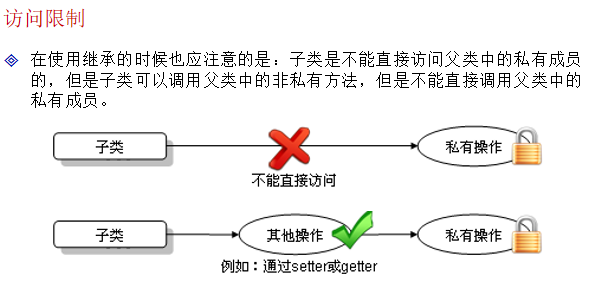 访问限制
在使用继承的时候也应注意的是：子类是不能直接访问父类中的私有成员
的，但是子类可以调用父类中的非私有方法，但是不能直接调用父类中的
私有成员。
子类
私有操作
不能直接访问
子类
其他操作
私有操作
例如：通过setter或getter